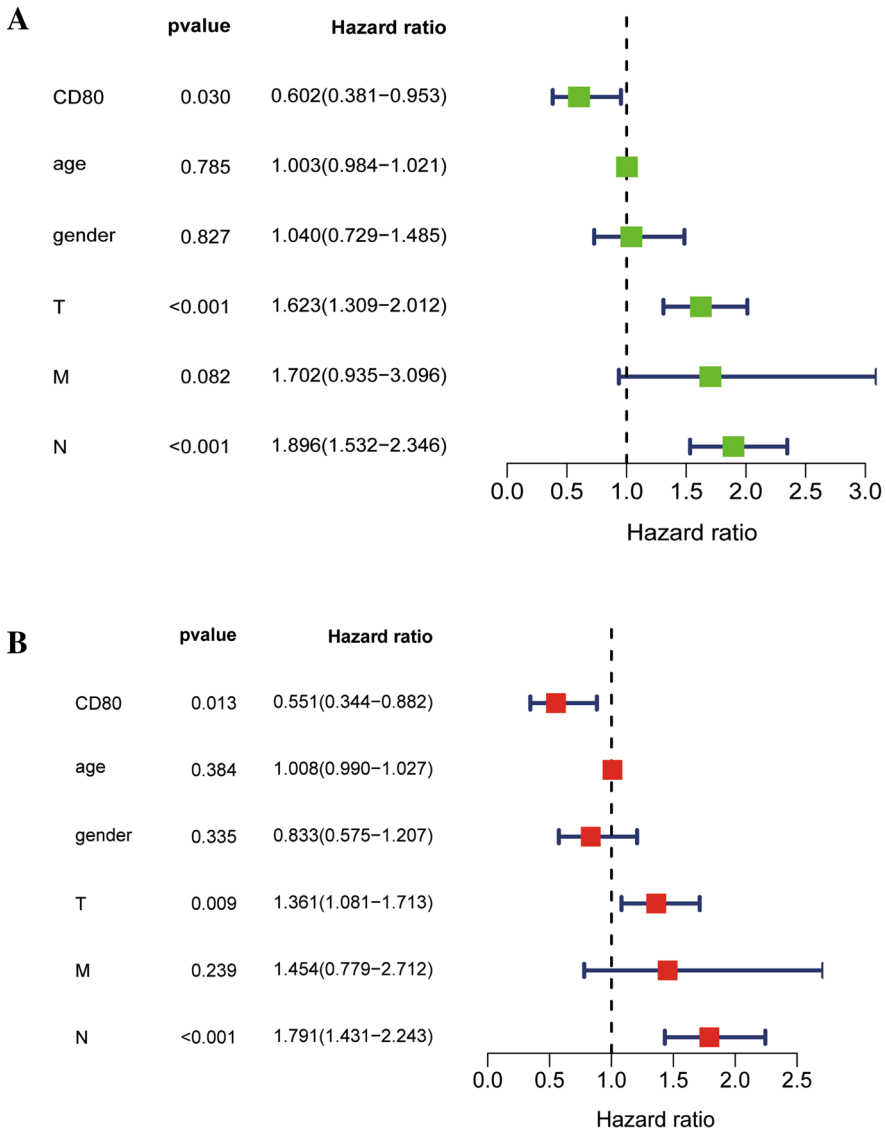 A
pvalue Hazard ratio
CD80 0.030 0.602(0.381−0.953)
age 0.785 1.003(0.984−1.021)
gender 0.827 1.040(0.729−1.485)
T <0.001 1.623(1.309−2.012)
M 0.082 1.702(0.935−3.096)
N <0.001 1.896(1.532−2.346)
0.0 0.5 1.0 1.5 2.0 2.5 3.0
Hazard ratio
B
pvalue Hazard ratio
CD80 0.013 0.551(0.344−0.882)
age 0.384 1.008(0.990−1.027)
gender 0.335 0.833(0.575−1.207)
T 0.009 1.361(1.081−1.713)
M 0.239 1.454(0.779−2.712)
N <0.001 1.791(1.431−2.243)
0.0 0.5 1.0 1.5 2.0 2.5
Hazard ratio